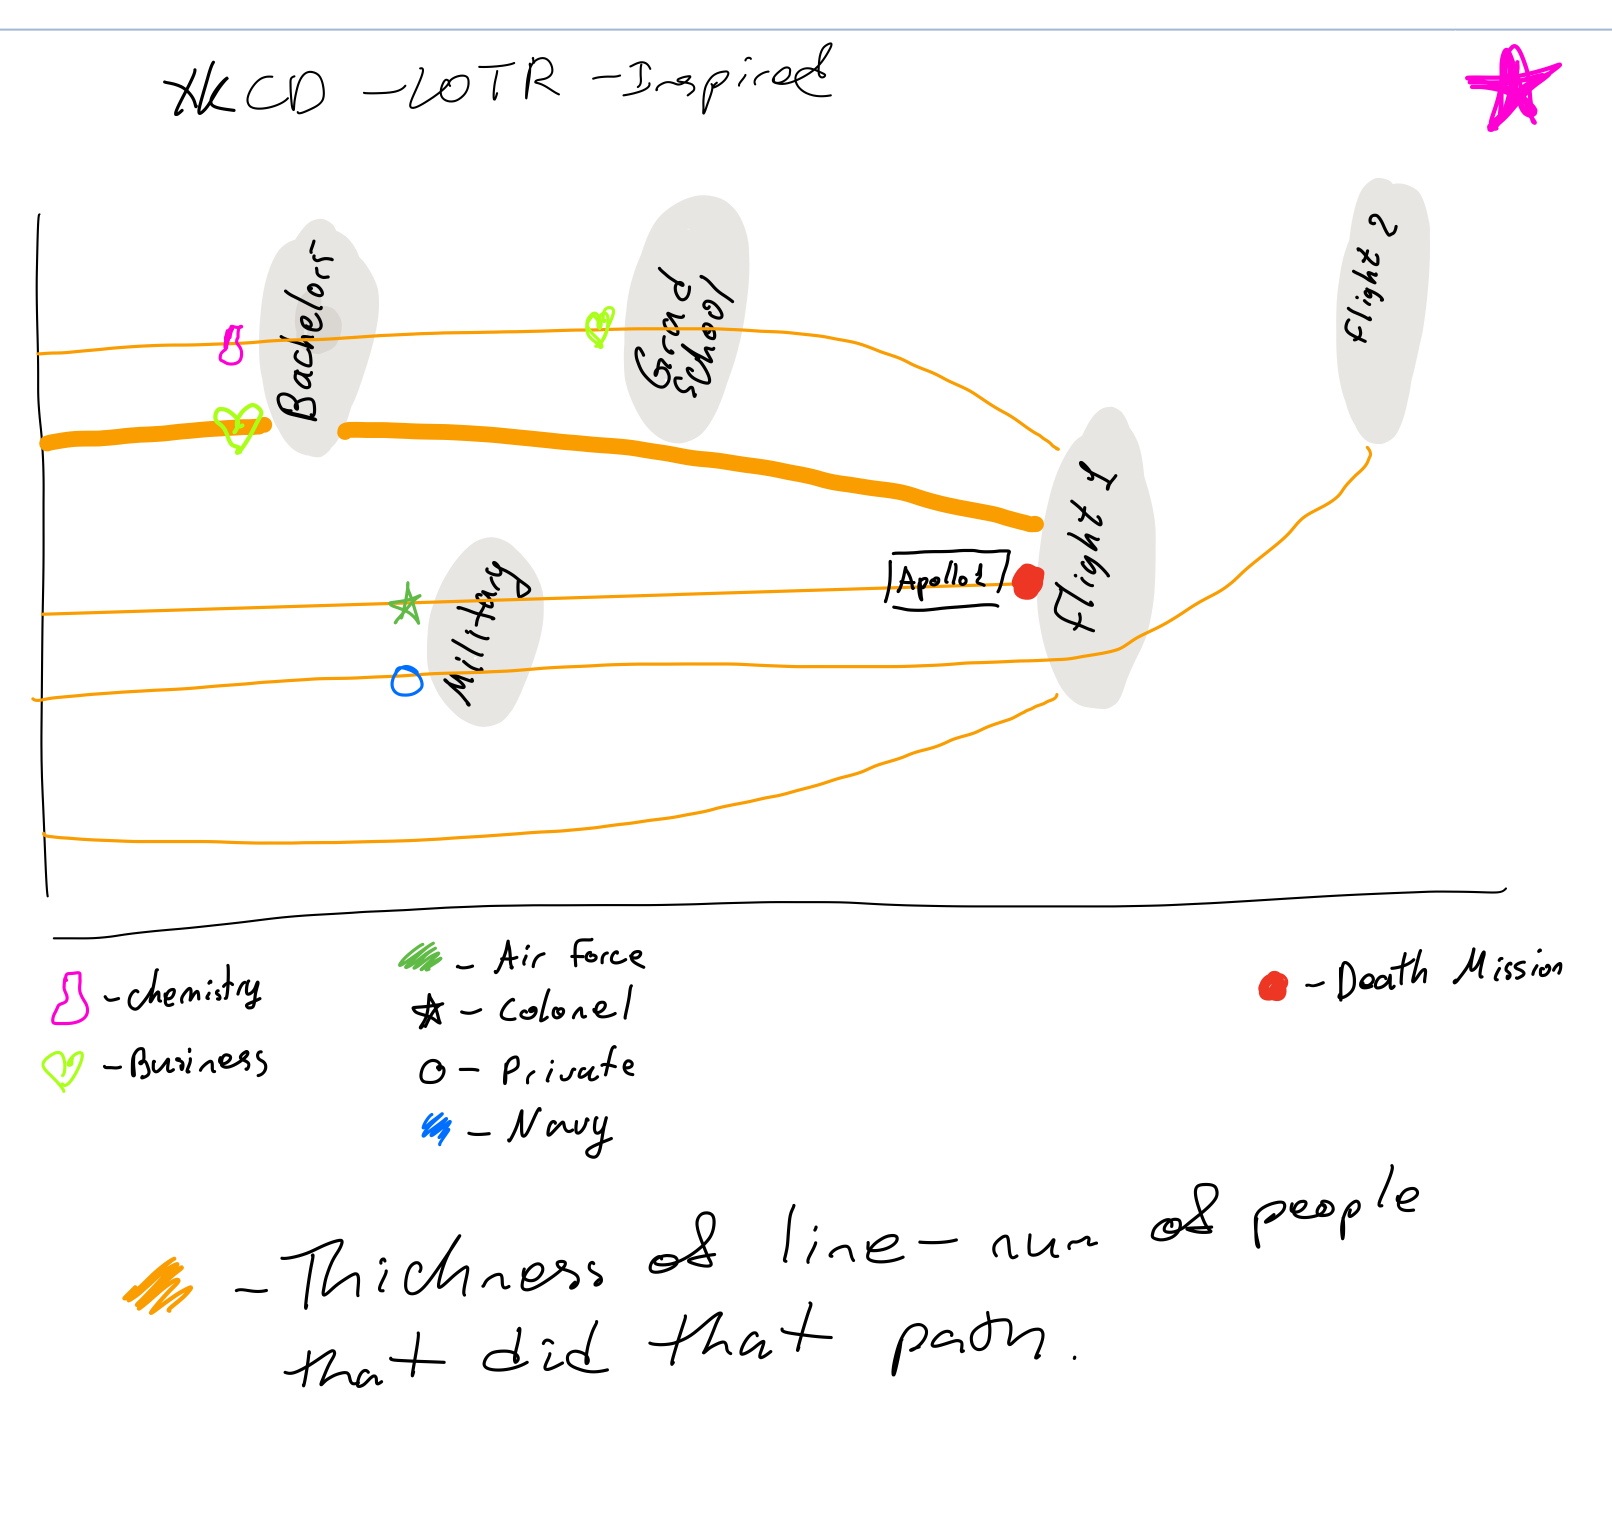 XKCD - LOTR - Inspired
Bachelors
Grad
School
Flight 2
Flight 1
Apollo 1
Military
- Chemistry
- Business
- Air Force
- Colonel
- Private
- Navy
- Death Mission
- Thickness of line - num of people
that did that path.